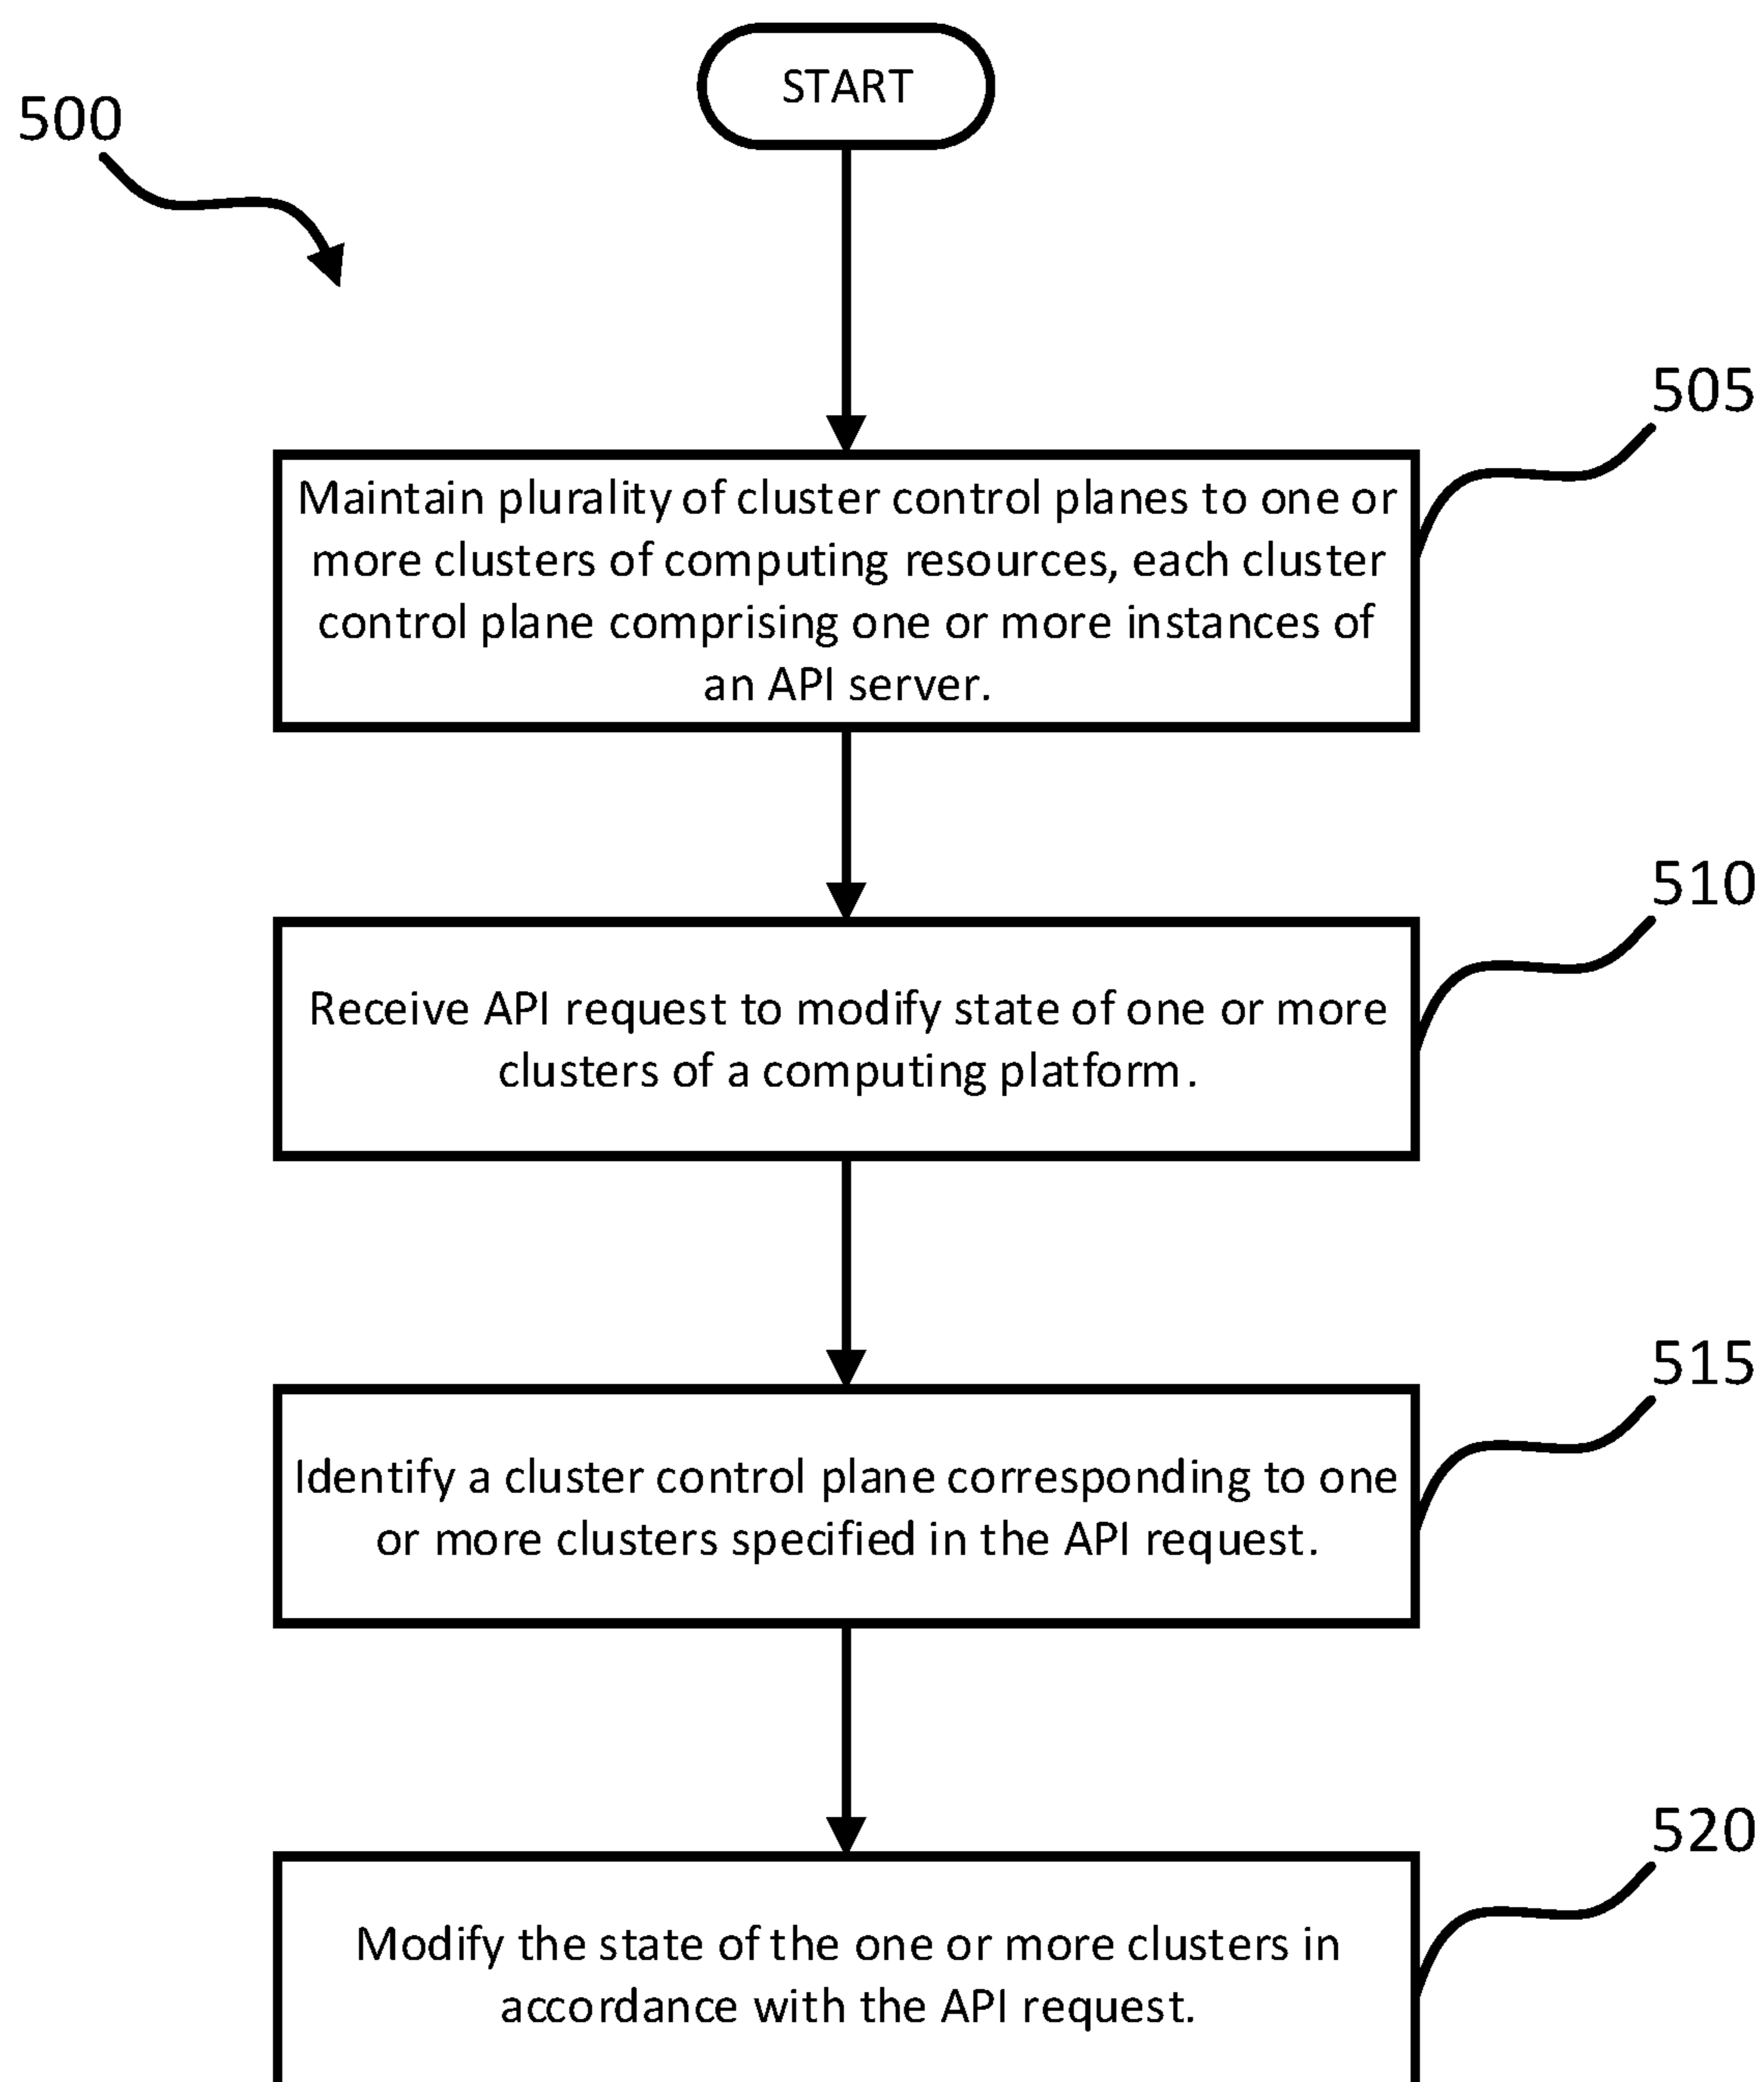 START
500
505
Maintain plurality of cluster control planes to one or
more clusters of computing resources, each cluster
control plane comprising one or more instances of
an API server.
510
Receive API request to modify state of one or more
clusters of a computing platform.
515
Identify a cluster control plane corresponding to one
or more clusters specified in the API request.
520
Modify the state of the one or more clusters in
accordance with the API request.